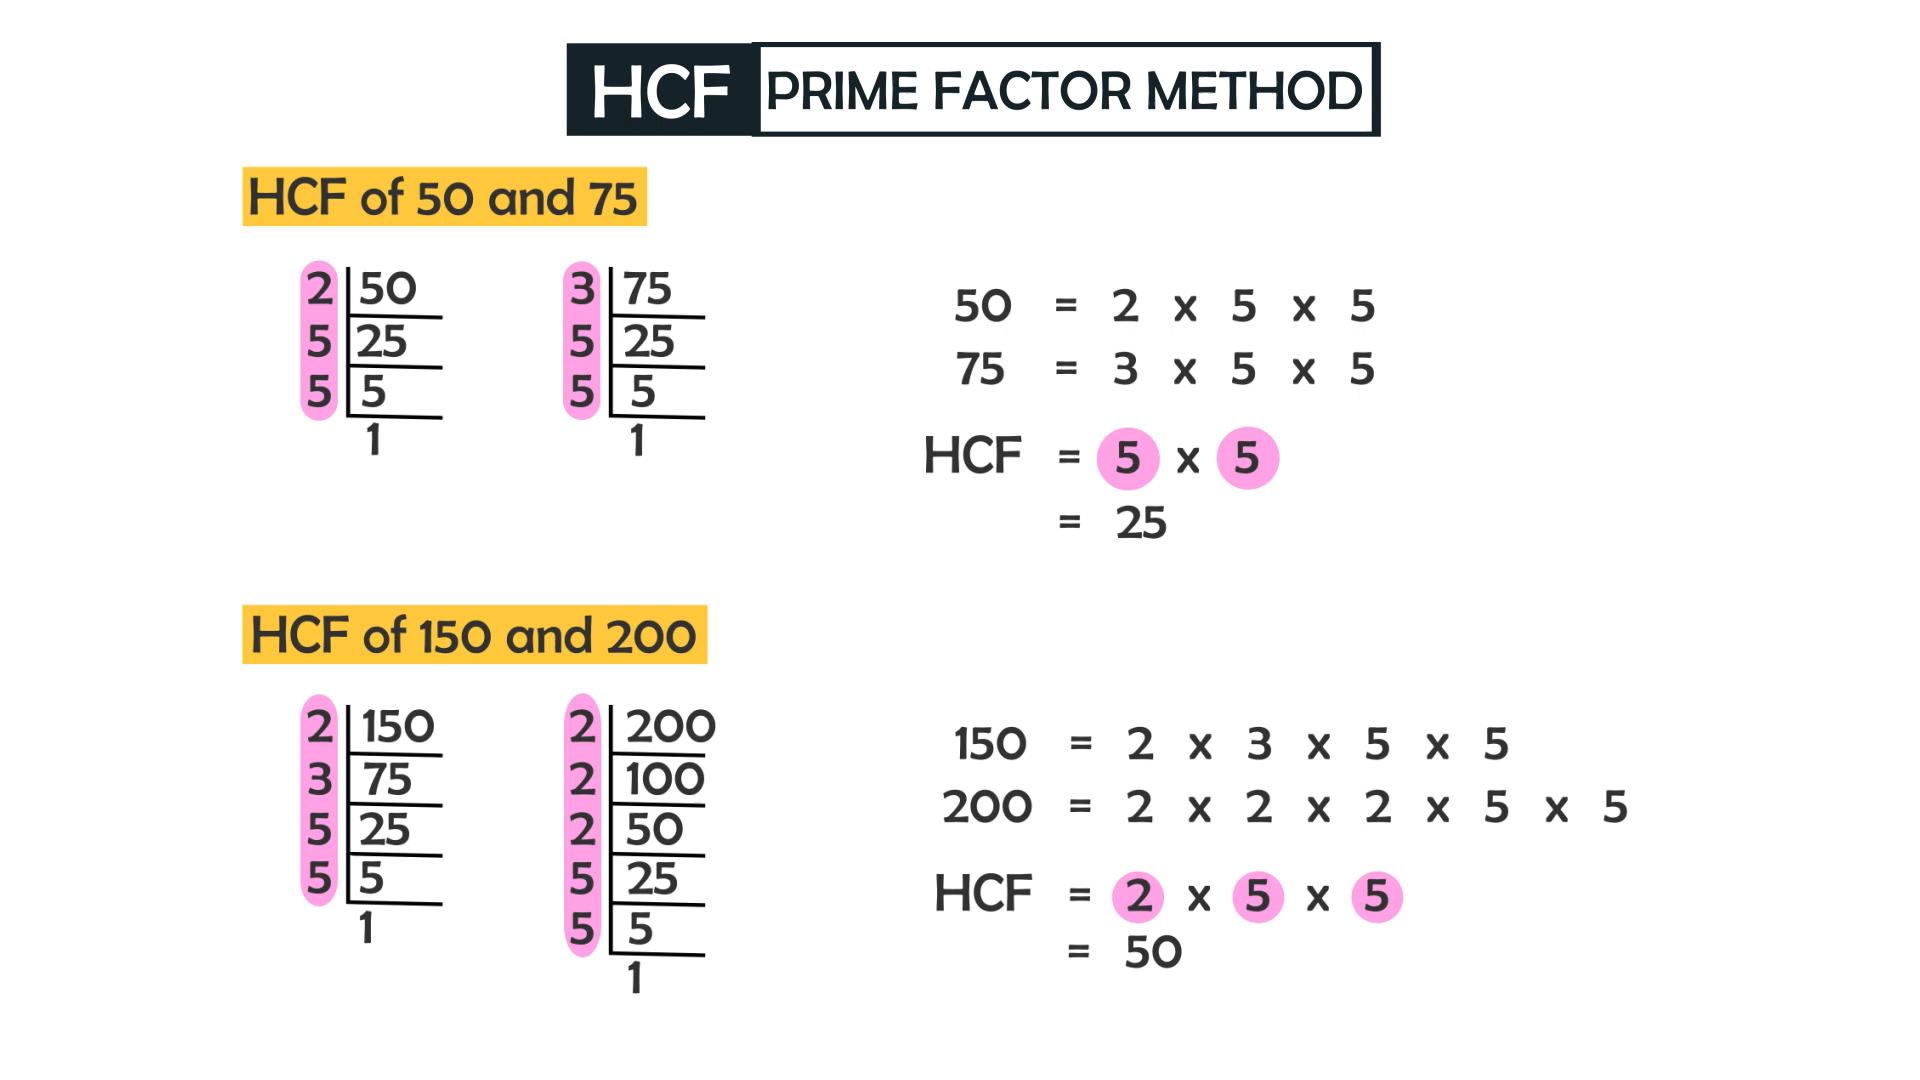 HCF PRIME FACTOR METHOD
HCF of 50 and 75
2 50
5 25
5 5
1
3 75
5 25
5 5
1
50 = 2 x 5 x 5
75 = 3 x 5 x 5
HCF = 5 x 5
= 25
HCF of 150 and 200
2 150
3 75
5 25
5 5
1
2 200
2 100
2 50
5 25
5 5
1
150 = 2 x 3 x 5 x 5
200 = 2 x 2 x 2 x 5 x 5
HCF = 2 x 5 x 5
= 50